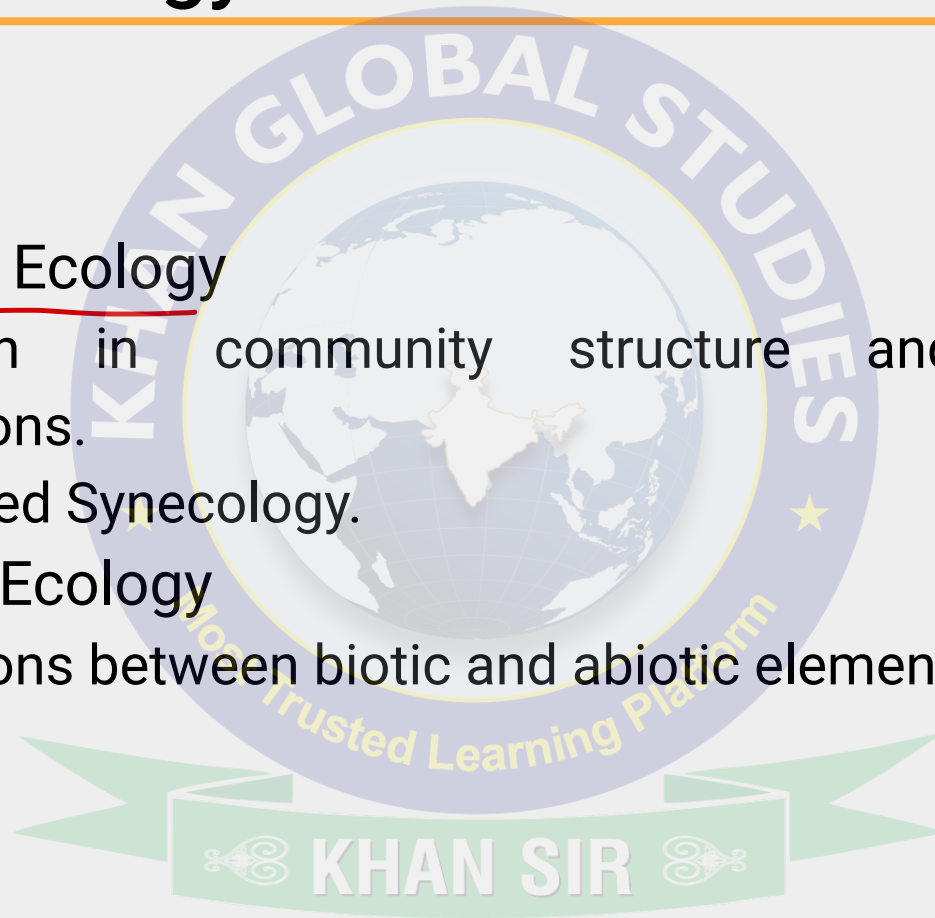 KHAN GLOBAL STUDIES
Ecology
in community structure
ons.
ed Synecology.
Ecology
ons between biotic and abiotic elemen
Most Trusted Learning Platform
KHAN SIR